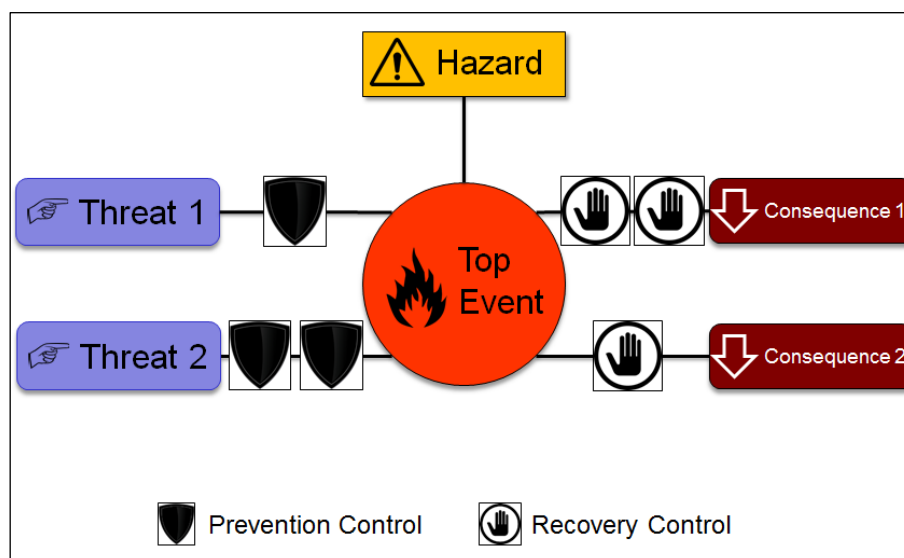 Hazard
Threat 1
Consequence 1
Top
Event
Threat 2
Consequence 2
Prevention Control
Recovery Control